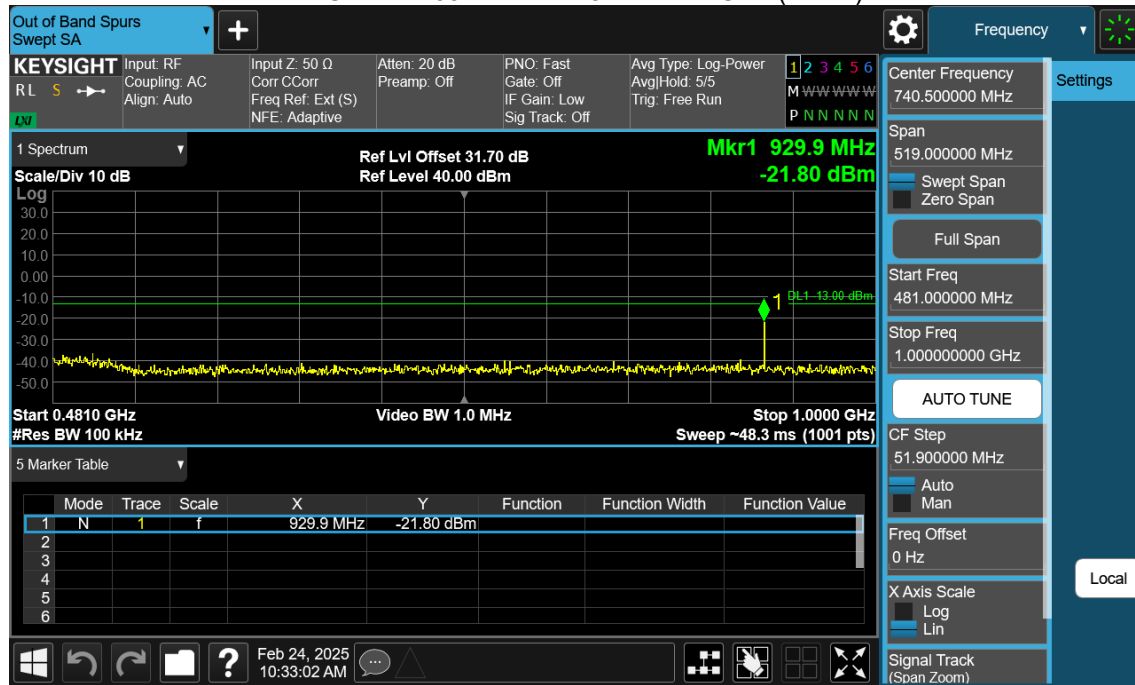 Out of Band Spurs
Swept SA
Frequency
KEYSIGHT
R L S
LXI
Input: RF
Coupling: AC
Align: Auto
Input Z: 50 Ω
Corr CCorr
Freq Ref: Ext (S)
NFE: Adaptive
Atten: 20 dB
Preamp: Off
PNO: Fast
Gate: Off
IF Gain: Low
Sig Track: Off
Avg Type: Log-Power
Avg|Hold: 5/5
Trig: Free Run
1 2 3 4 5 6
M W W W W W
P N N N N N
1 Spectrum
Scale/Div 10 dB
Ref Lvl Offset 31.70 dB
Ref Level 40.00 dBm
Mkr1 929.9 MHz
-21.80 dBm
Log
30.0
20.0
10.0
0.00
-10.0
-20.0
-30.0
-40.0
-50.0
1
DL1 -13.00 dBm
Start 0.4810 GHz
#Res BW 100 kHz
Video BW 1.0 MHz
Stop 1.0000 GHz
Sweep ~48.3 ms (1001 pts)
5 Marker Table
Mode Trace Scale X Y Function Function Width Function Value
1 N 1 f 929.9 MHz -21.80 dBm
2
3
4
5
6
Feb 24, 2025
10:33:02 AM
?
Center Frequency
740.500000 MHz
Span
519.000000 MHz
Swept Span
Zero Span
Full Span
Start Freq
481.000000 MHz
Stop Freq
1.000000000 GHz
AUTO TUNE
CF Step
51.900000 MHz
Auto
Man
Freq Offset
0 Hz
X Axis Scale
Log
Lin
Signal Track
(Span Zoom)
Settings
Local